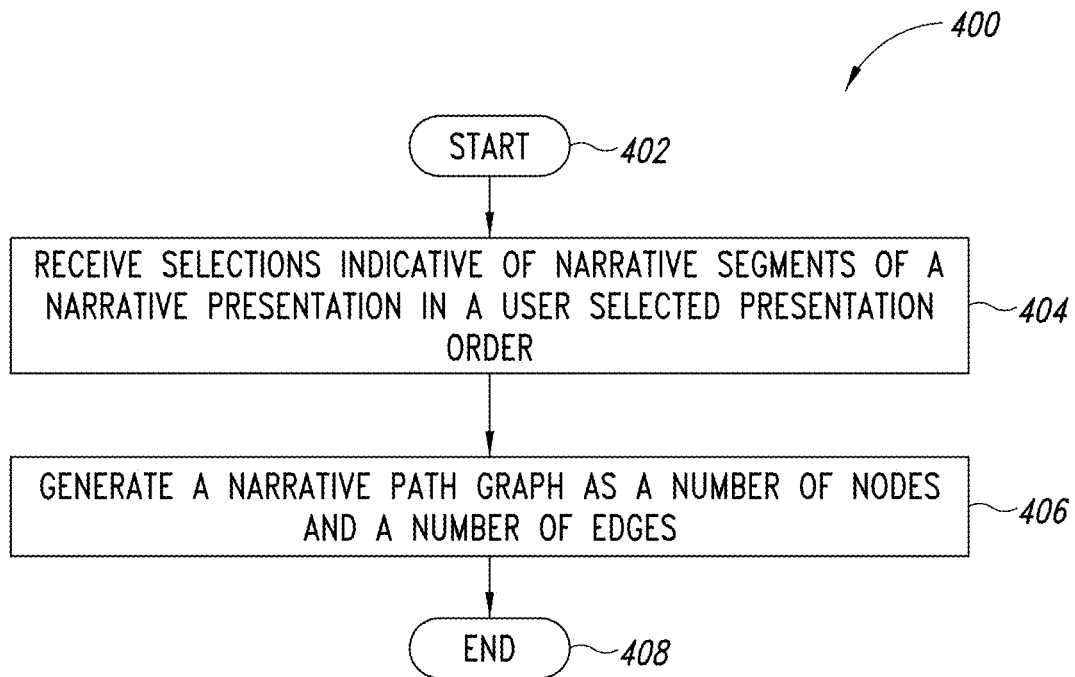 400
START
402
RECEIVE SELECTIONS INDICATIVE OF NARRATIVE SEGMENTS OF A
NARRATIVE PRESENTATION IN A USER SELECTED PRESENTATION
ORDER
404
GENERATE A NARRATIVE PATH GRAPH AS A NUMBER OF NODES
AND A NUMBER OF EDGES
406
END
408